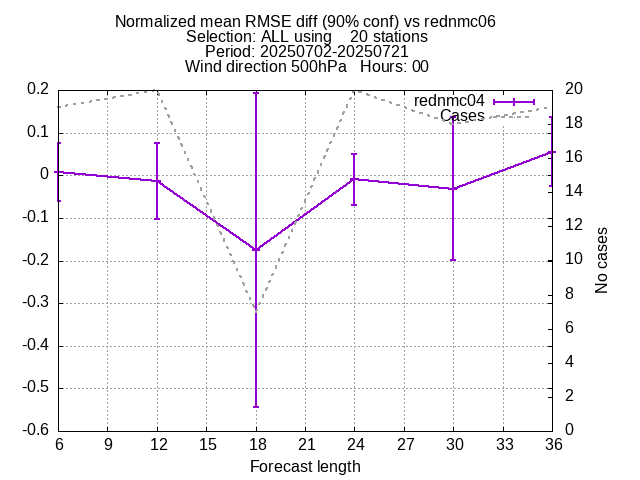 Normalized mean RMSE diff (90% conf) vs rednmc06
Selection: ALL using    20 stations
Period: 20250702-20250721
Wind direction 500hPa   Hours: 00
rednmc04
Cases
0.2
0.1
0
-0.1
-0.2
-0.3
-0.4
-0.5
-0.6
20
18
16
14
12
10
8
6
4
2
0
No cases
6 9 12 15 18 21 24 27 30 33 36
Forecast length